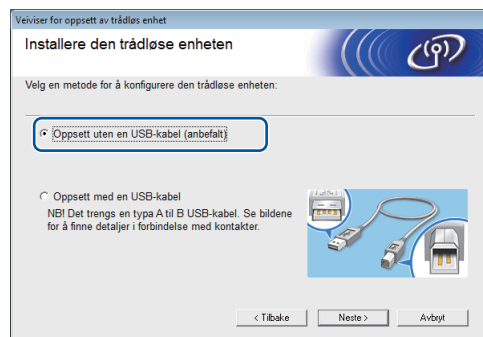 Veiviser for oppsett av trådløs enhet
Installere den trådløse enheten
Velg en metode for å konfigurere den trådløse enheten:
Oppsett uten en USB-kabel (anbefalt)
Oppsett med en USB-kabel
NB! Det trengs en typa A til B USB-kabel. Se bildene
for å finne detaljer i forbindelse med kontakter.
< Tilbake
Neste >
Avbryt